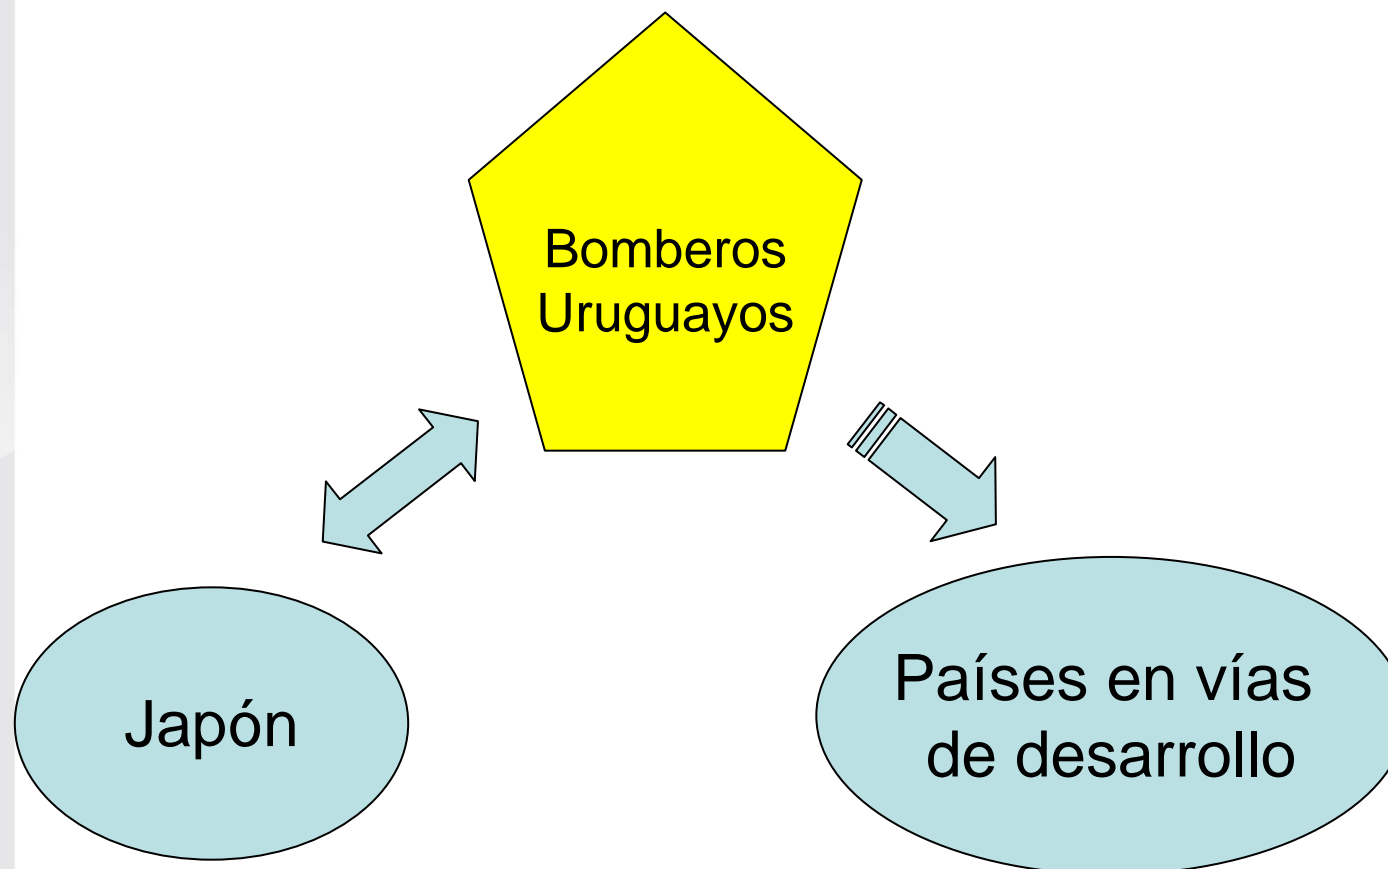 Bomberos
Uruguayos
Japón
Países en vías
de desarrollo